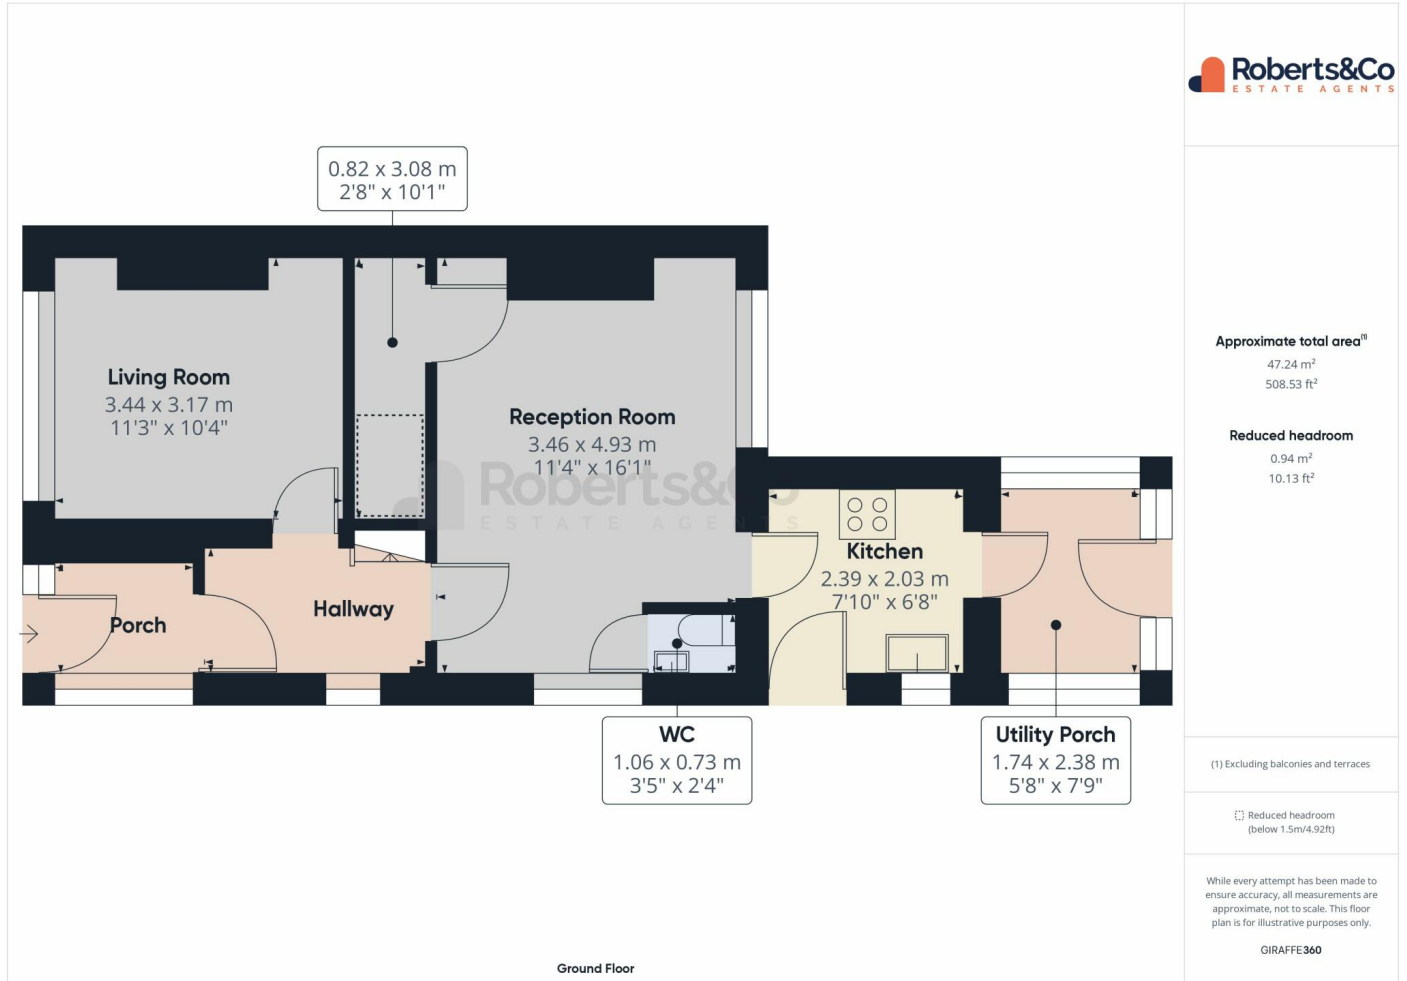 Roberts&Co
ESTATE AGENTS
0.82 x 3.08 m
2'8" x 10'1"
Living Room
3.44 x 3.17 m
11'3" x 10'4"
Reception Room
3.46 x 4.93 m
11'4" x 16'1"
Roberts&Co
ESTATE AGENTS
Kitchen
2.39 x 2.03 m
7'10" x 6'8"
Hallway
Porch
WC
1.06 x 0.73 m
3'5" x 2'4"
Utility Porch
1.74 x 2.38 m
5'8" x 7'9"
Ground Floor
Approximate total area(1)
47.24 m²
508.53 ft²
Reduced headroom
0.94 m²
10.13 ft²
(1) Excluding balconies and terraces
Reduced headroom
(below 1.5m/4.92ft)
While every attempt has been made to
ensure accuracy, all measurements are
approximate, not to scale. This floor
plan is for illustrative purposes only.
GIRAFFE360